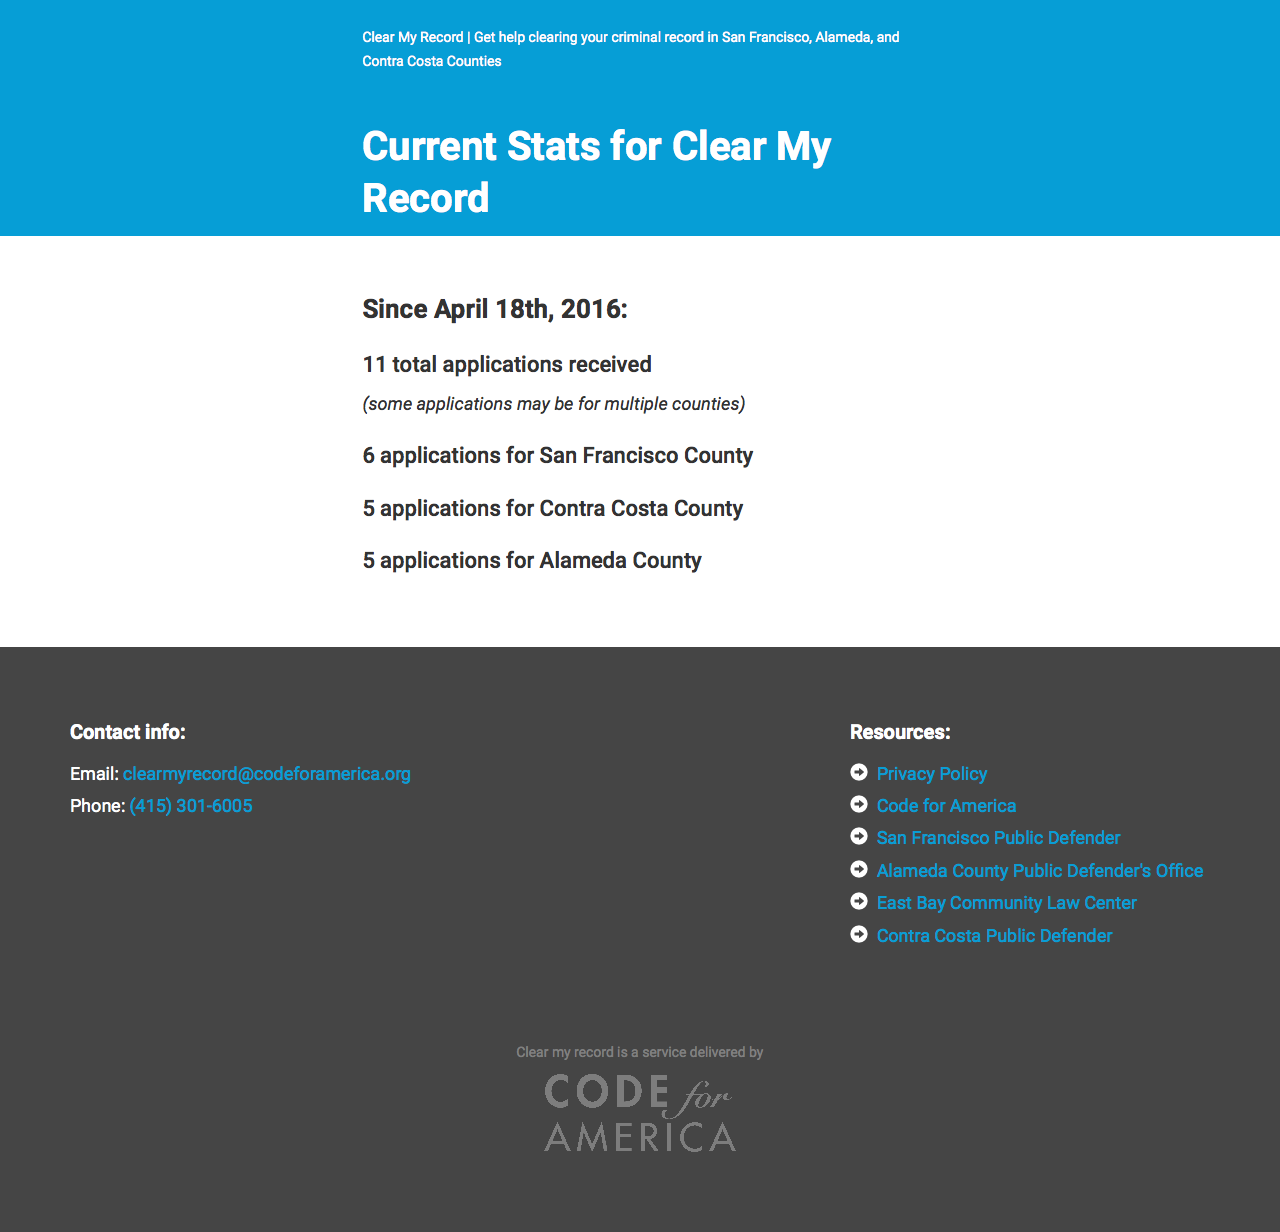 Clear My Record | Get help clearing your criminal record in San Francisco, Alameda, and
Contra Costa Counties
Current Stats for Clear My
Record
Since April 18th, 2016:
11 total applications received
(some applications may be for multiple counties)
6 applications for San Francisco County
5 applications for Contra Costa County
5 applications for Alameda County
Contact info:
Email: clearmyrecord@codeforamerica.org
Phone: (415) 301-6005
Resources:
Privacy Policy
Code for America
San Francisco Public Defender
Alameda County Public Defender's Office
East Bay Community Law Center
Contra Costa Public Defender
Clear my record is a service delivered by
CODE for
AMERICA